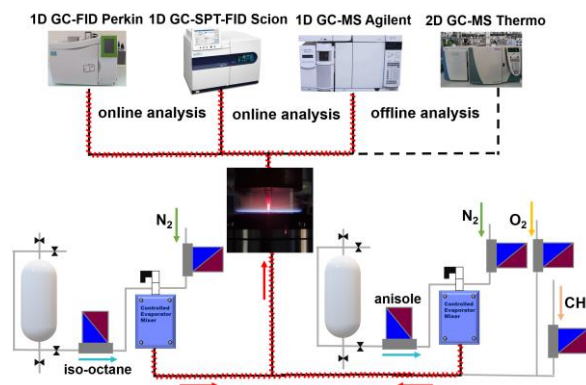 1D GC-FID Perkin 1D GC-SPT-FID Scion 1D GC-MS Agilent 2D GC-MS Thermo
online analysis online analysis offline analysis
N2 N2 O2
anisole CH
Controlled
Evaporator
Mixer
Controlled
Evaporator
Mixer
iso-octane